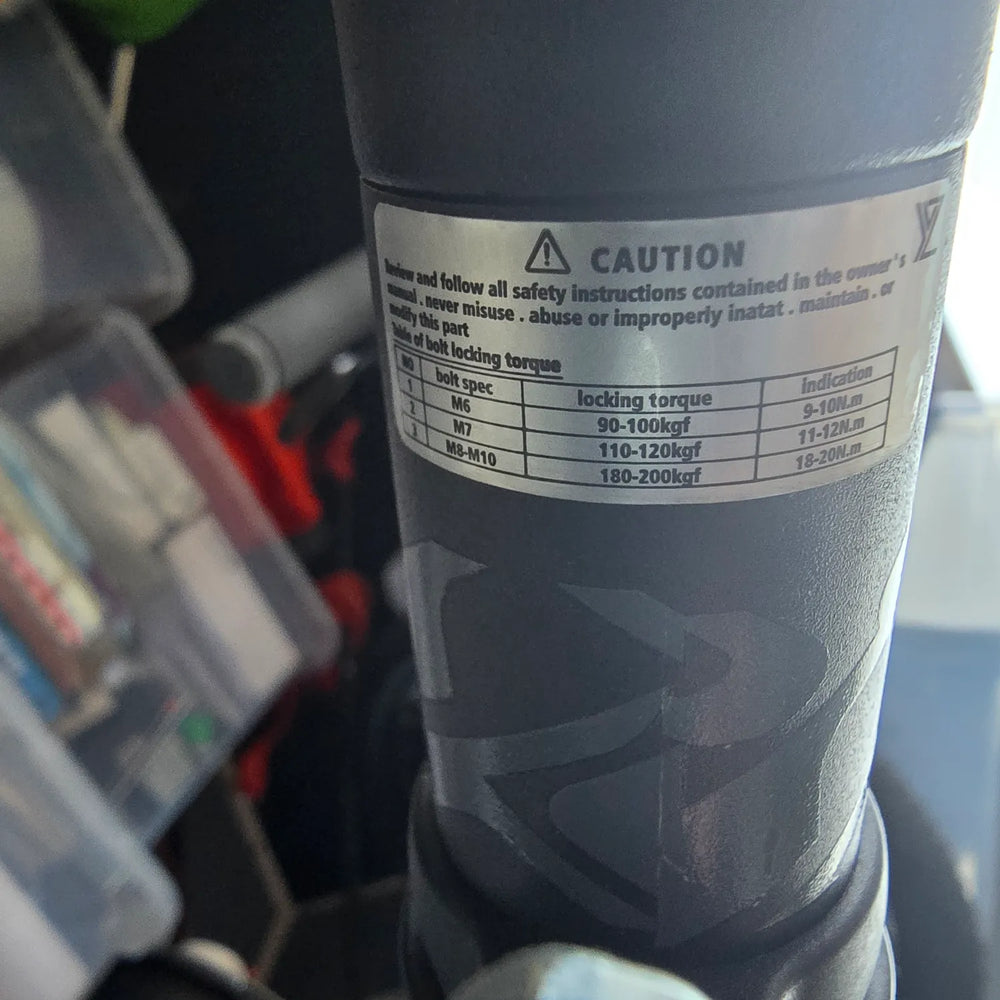 CAUTION
Review and follow all safety instructions contained in the owner's
manual . never misuse . abuse or improperly inatat . maintain . or
modify this part
Table of bolt locking torque
NO bolt spec locking torque indication
1 M6 90-100kgf 9-10N.m
2 M7 110-120kgf 11-12N.m
3 M8-M10 180-200kgf 18-20N.m